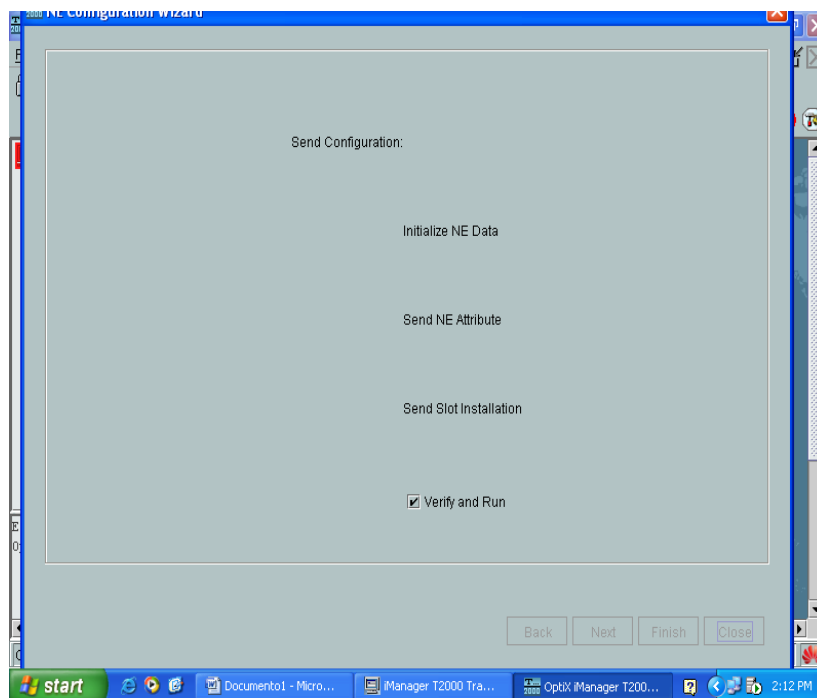 NE Configuration Wizard
Send Configuration:
Initialize NE Data
Send NE Attribute
Send Slot Installation
Verify and Run
Back Next Finish Close
start Documento1 - Micro... iManager T2000 Tra... OptiX iManager T200... 2:12 PM